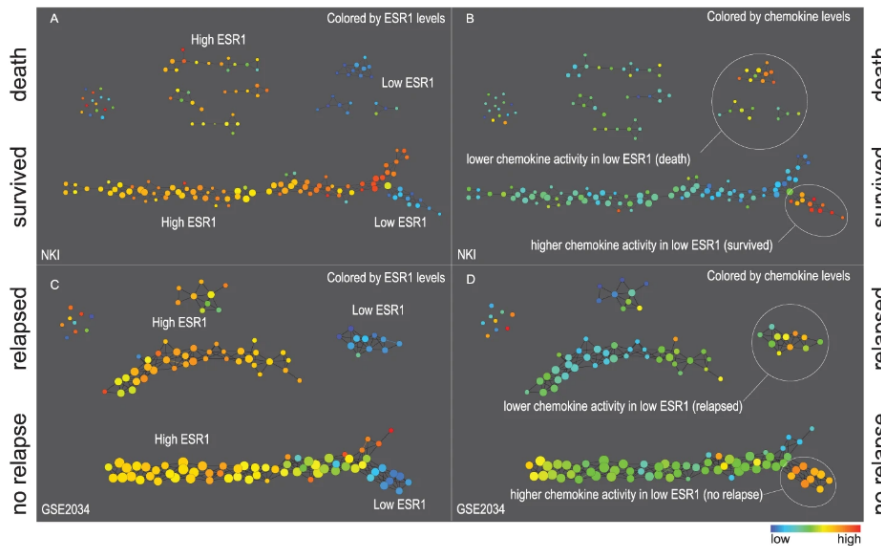 A
Colored by ESR1 levels
High ESR1
Low ESR1
death
survived
High ESR1
Low ESR1
NKI
B
Colored by chemokine levels
lower chemokine activity in low ESR1 (death)
higher chemokine activity in low ESR1 (survived)
NKI
death
survived
C
Colored by ESR1 levels
Low ESR1
High ESR1
relapsed
no relapse
High ESR1
Low ESR1
GSE2034
D
Colored by chemokine levels
lower chemokine activity in low ESR1 (relapsed)
higher chemokine activity in low ESR1 (no relapse)
GSE2034
relapsed
no relapse
low
high